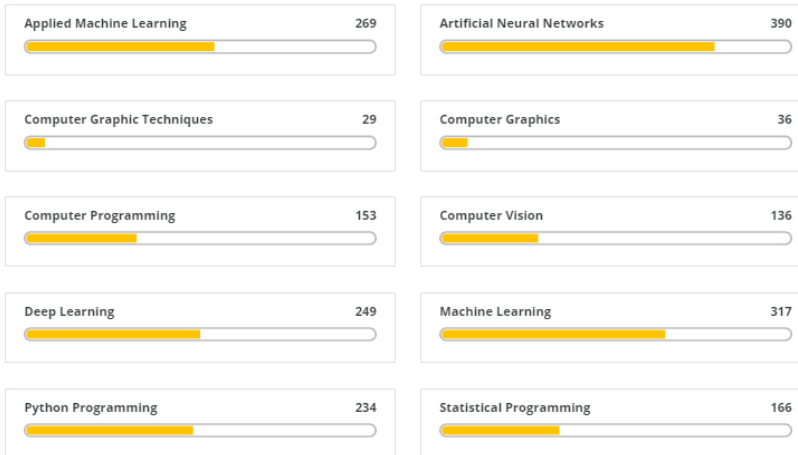 Applied Machine Learning 269
Artificial Neural Networks 390
Computer Graphic Techniques 29
Computer Graphics 36
Computer Programming 153
Computer Vision 136
Deep Learning 249
Machine Learning 317
Python Programming 234
Statistical Programming 166